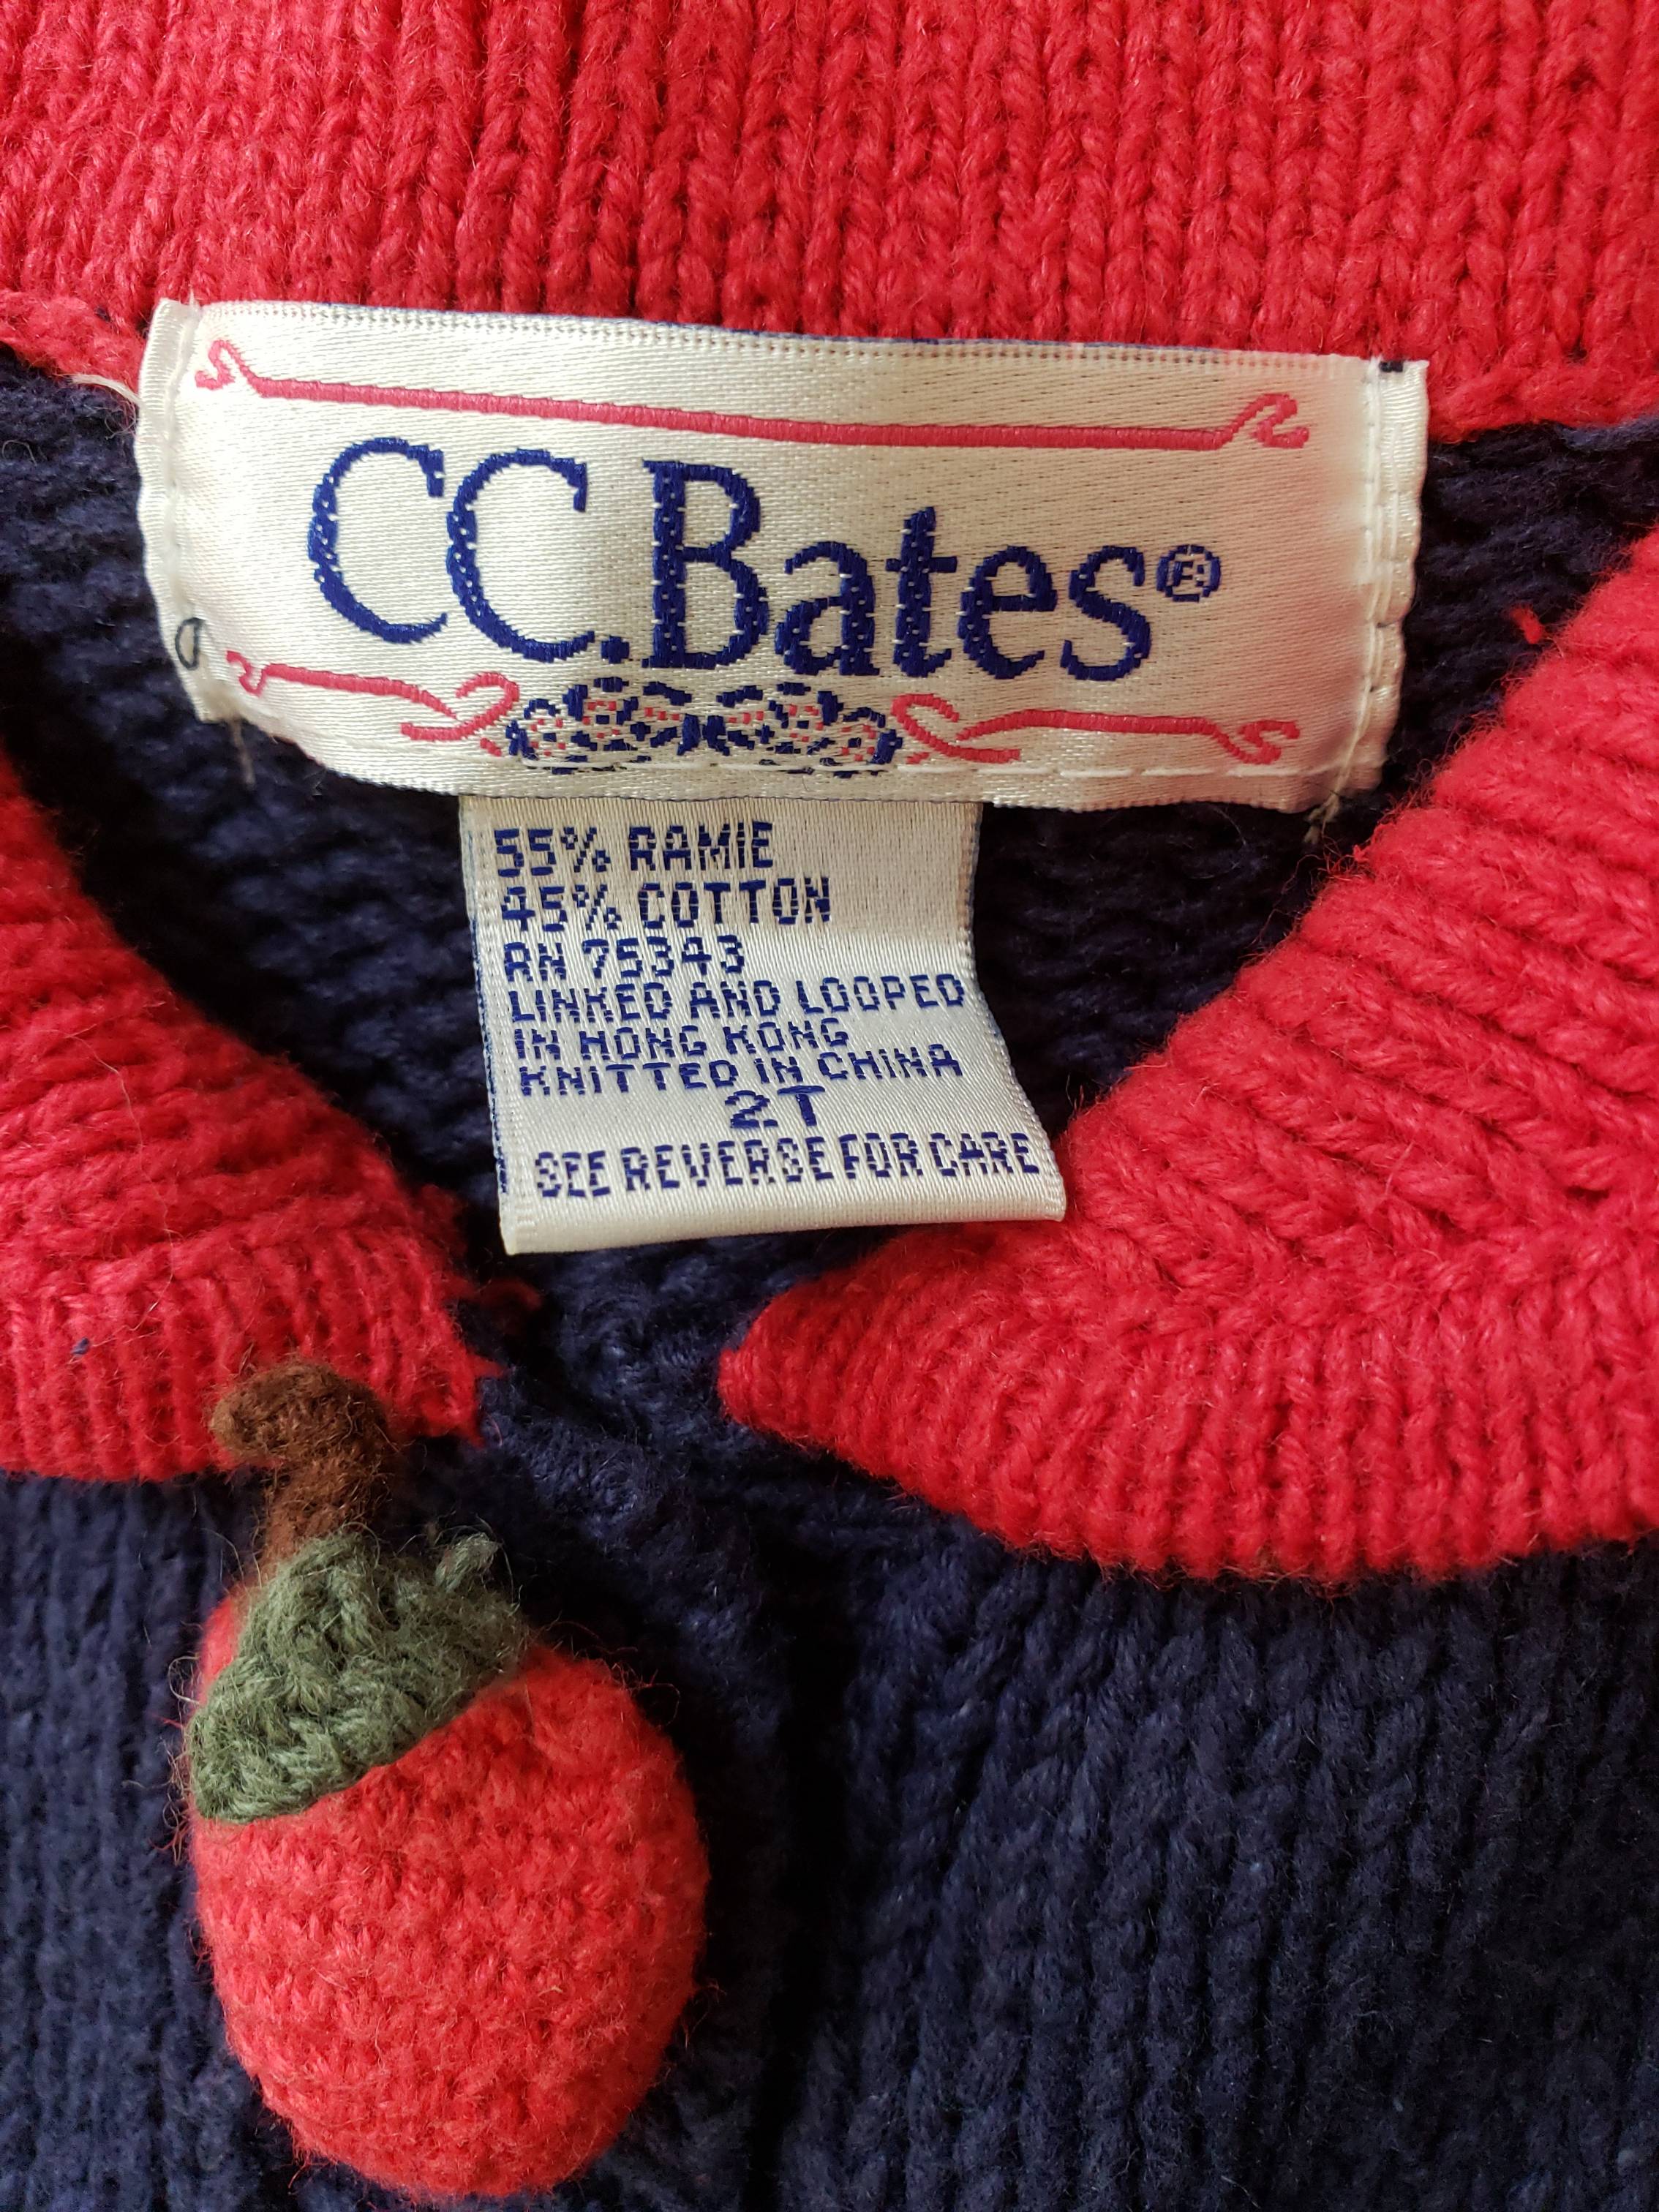 CC.Bates®
55% RAMIE
45% COTTON
RN 75343
LINKED AND LOOPED
IN HONG KONG
KNITTED IN CHINA
2T
SEE REVERSE FOR CARE